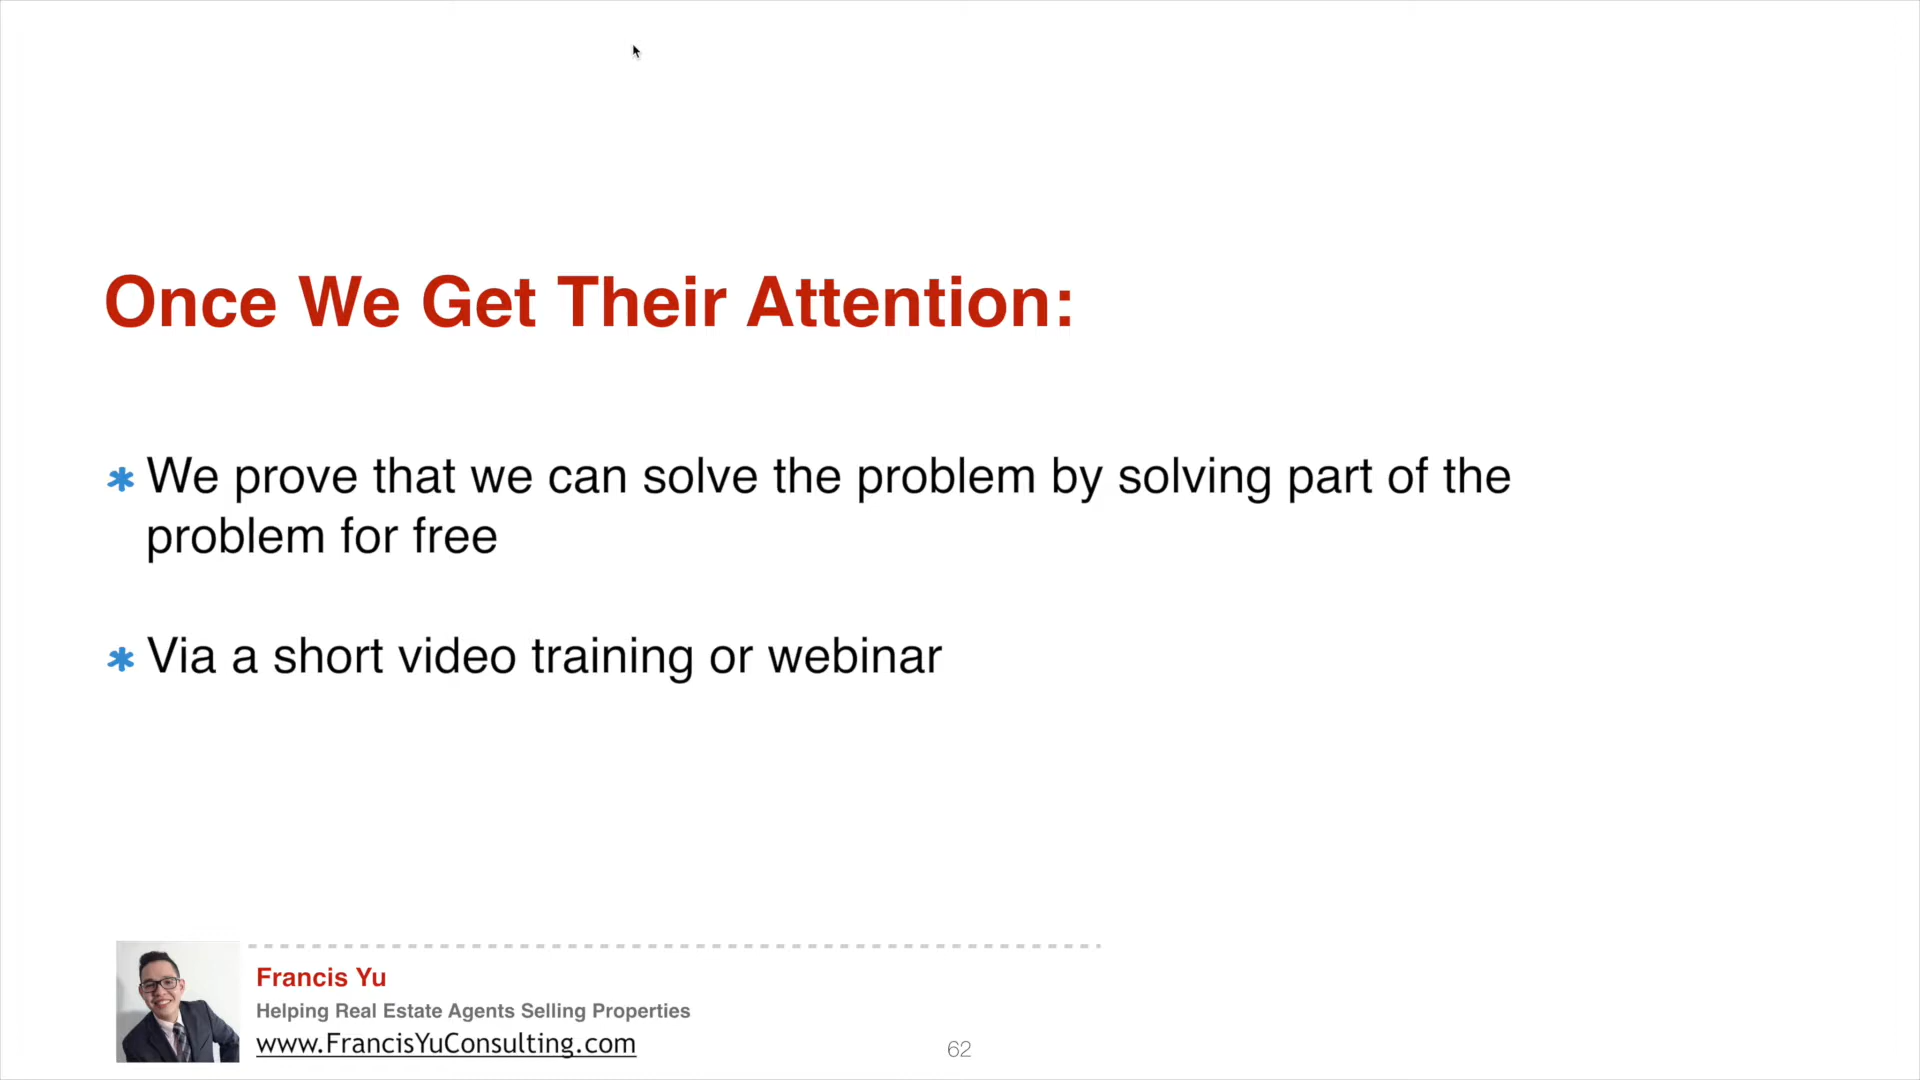 Once We Get Their Attention:
* We prove that we can solve the problem by solving part of the
problem for free
* Via a short video training or webinar
Francis Yu
Helping Real Estate Agents Selling Properties
www.FrancisYuConsulting.com
62